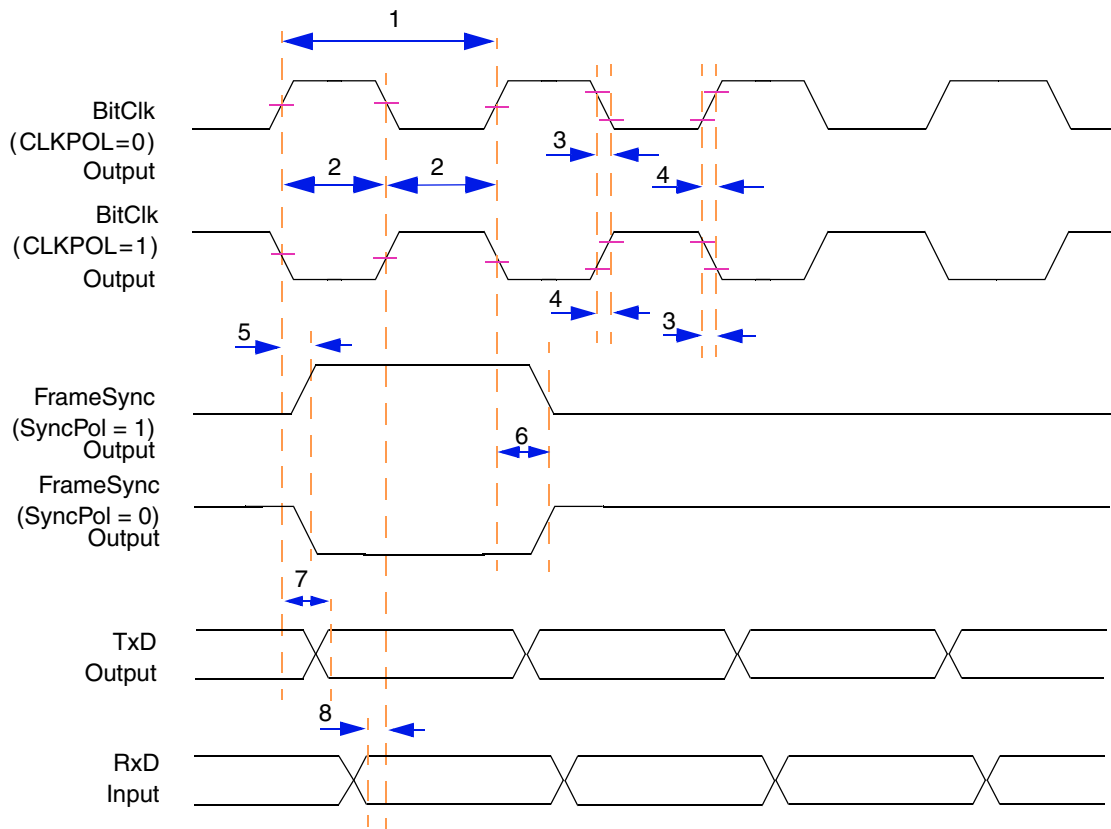 1
BitClk
(CLKPOL=0)
Output
3
4
2
2
BitClk
(CLKPOL=1)
Output
4
3
5
FrameSync
(SyncPol = 1)
Output
6
FrameSync
(SyncPol = 0)
Output
7
TxD
Output
8
RxD
Input